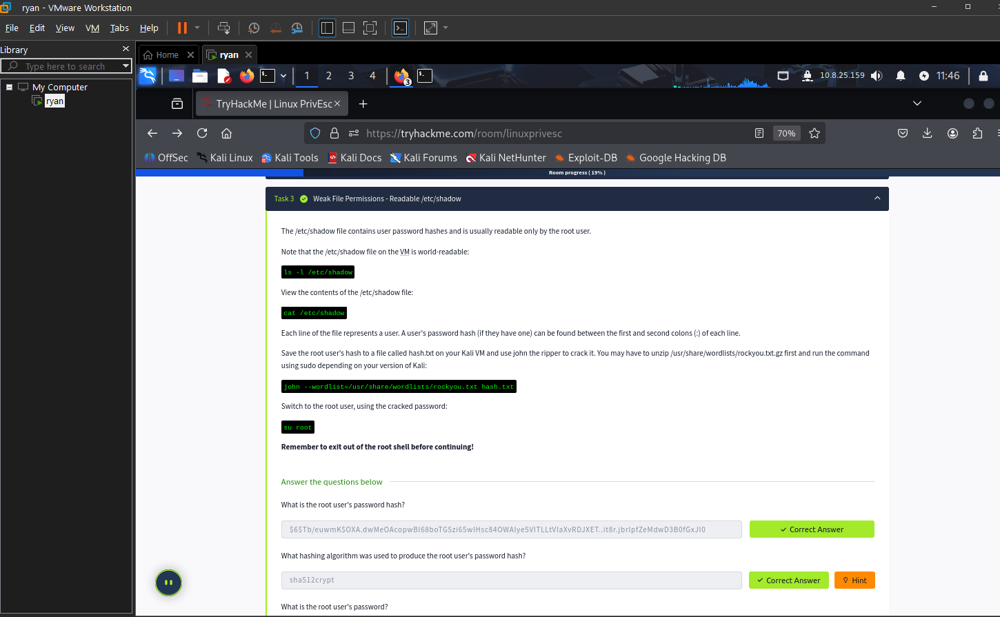 ryan - VMware Workstation
File Edit View VM Tabs Help
Library
Type here to search
My Computer
ryan
Home
ryan
1 2 3 4
3
10.8.25.159
11:46
TryHackMe | Linux PrivEsc
https://tryhackme.com/room/linuxprivesc
70%
OffSec Kali Linux Kali Tools Kali Docs Kali Forums Kali NetHunter Exploit-DB Google Hacking DB
Room progress ( 19% )
Task 3 Weak File Permissions - Readable /etc/shadow
The /etc/shadow file contains user password hashes and is usually readable only by the root user.
Note that the /etc/shadow file on the VM is world-readable:
ls -l /etc/shadow
View the contents of the /etc/shadow file:
cat /etc/shadow
Each line of the file represents a user. A user's password hash (if they have one) can be found between the first and second colons (:) of each line.
Save the root user's hash to a file called hash.txt on your Kali VM and use john the ripper to crack it. You may have to unzip /usr/share/wordlists/rockyou.txt.gz first and run the command
using sudo depending on your version of Kali:
john --wordlist=/usr/share/wordlists/rockyou.txt hash.txt
Switch to the root user, using the cracked password:
su root
Remember to exit out of the root shell before continuing!
Answer the questions below
What is the root user's password hash?
$6$Tb/euwmK$OXA.dwMeOAcopwBl68boTG5zi65wIHsc84OWAIye5VITLLtVlaXvRDJXET..it8r.jbrlpfZeMdwD3B0fGxJI0
Correct Answer
What hashing algorithm was used to produce the root user's password hash?
sha512crypt
Correct Answer
Hint
What is the root user's password?